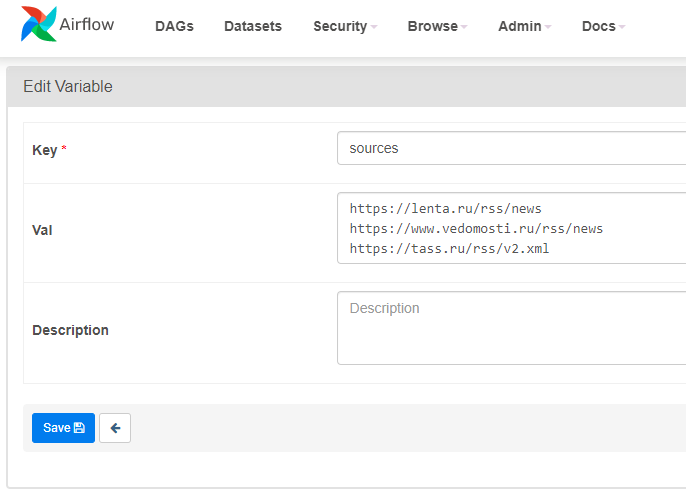 Airflow DAGs Datasets Security Browse Admin Docs
Edit Variable
Key * sources
Val
https://lenta.ru/rss/news
https://www.vedomosti.ru/rss/news
https://tass.ru/rss/v2.xml
Description Description
Save